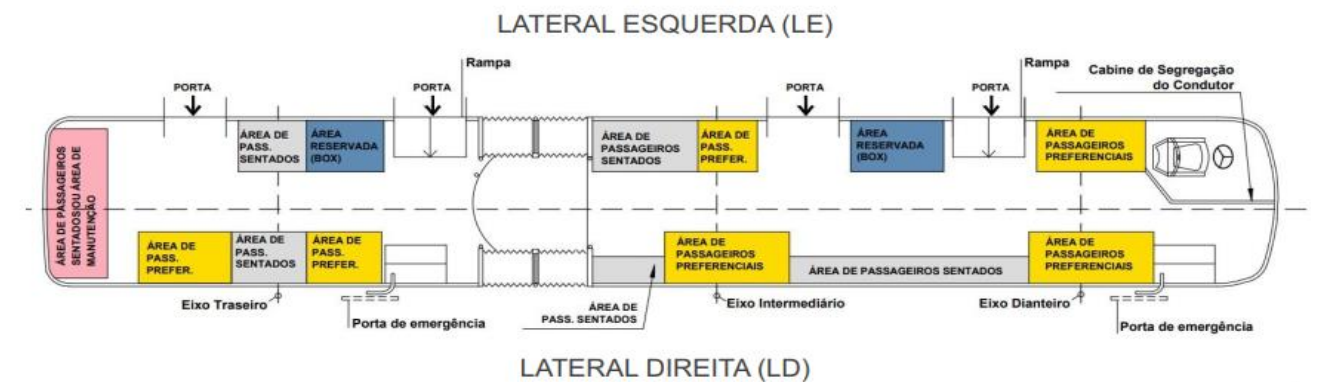 LATERAL ESQUERDA (LE)
Rampa
Rampa
Cabine de Segregação
do Condutor
PORTA
PORTA
PORTA
PORTA
ÁREA DE PASSAGEIROS
SENTADOS(OU ÁREA DE
MANUTENÇÃO
ÁREA DE
PASS.
SENTADOS
ÁREA
RESERVADA
(BOX)
ÁREA DE
PASSAGEIROS
SENTADOS
ÁREA DE
PASS.
PREFER.
ÁREA
RESERVADA
(BOX)
ÁREA DE
PASSAGEIROS
PREFERENCIAIS
ÁREA DE
PASS.
PREFER.
ÁREA DE
PASS.
SENTADOS
ÁREA DE
PASS.
PREFER.
ÁREA DE
PASSAGEIROS
PREFERENCIAIS
ÁREA DE PASSAGEIROS SENTADOS
ÁREA DE
PASSAGEIROS
PREFERENCIAIS
Eixo Traseiro
ÁREA DE
PASS. SENTADOS
Eixo Intermediário
Eixo Dianteiro
Porta de emergência
Porta de emergência
LATERAL DIREITA (LD)